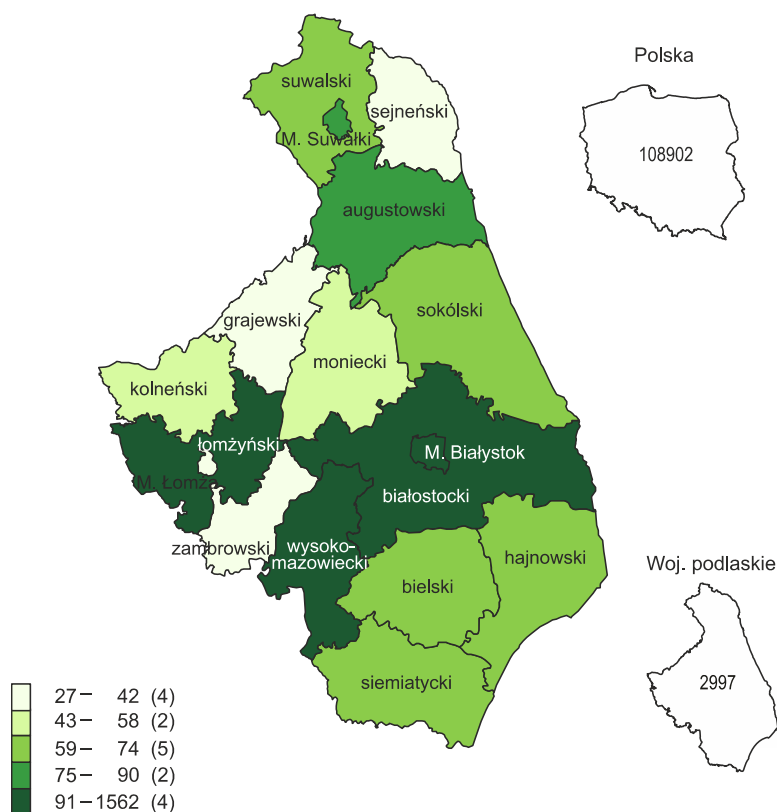 Polska
108902
suwalski
sejneński
M. Suwałki
augustowski
grajewski
sokólski
moniecki
kolneński
łomżyński
M. Białystok
M. Łomża
białostocki
zambrowski
wysoko-
mazowiecki
hajnowski
bielski
siemiatycki
Woj. podlaskie
2997
27 – 42 (4)
43 – 58 (2)
59 – 74 (5)
75 – 90 (2)
91 – 1562 (4)